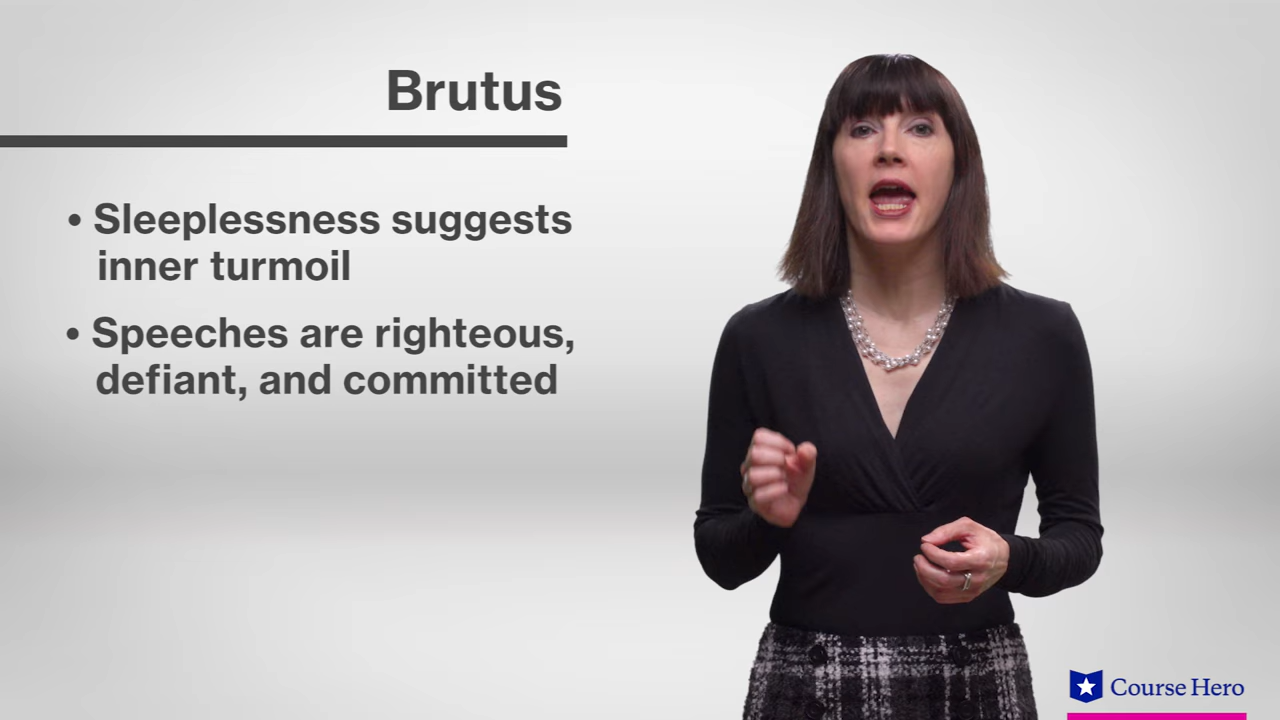 Brutus
• Sleeplessness suggests
inner turmoil
• Speeches are righteous,
defiant, and committed
Course Hero